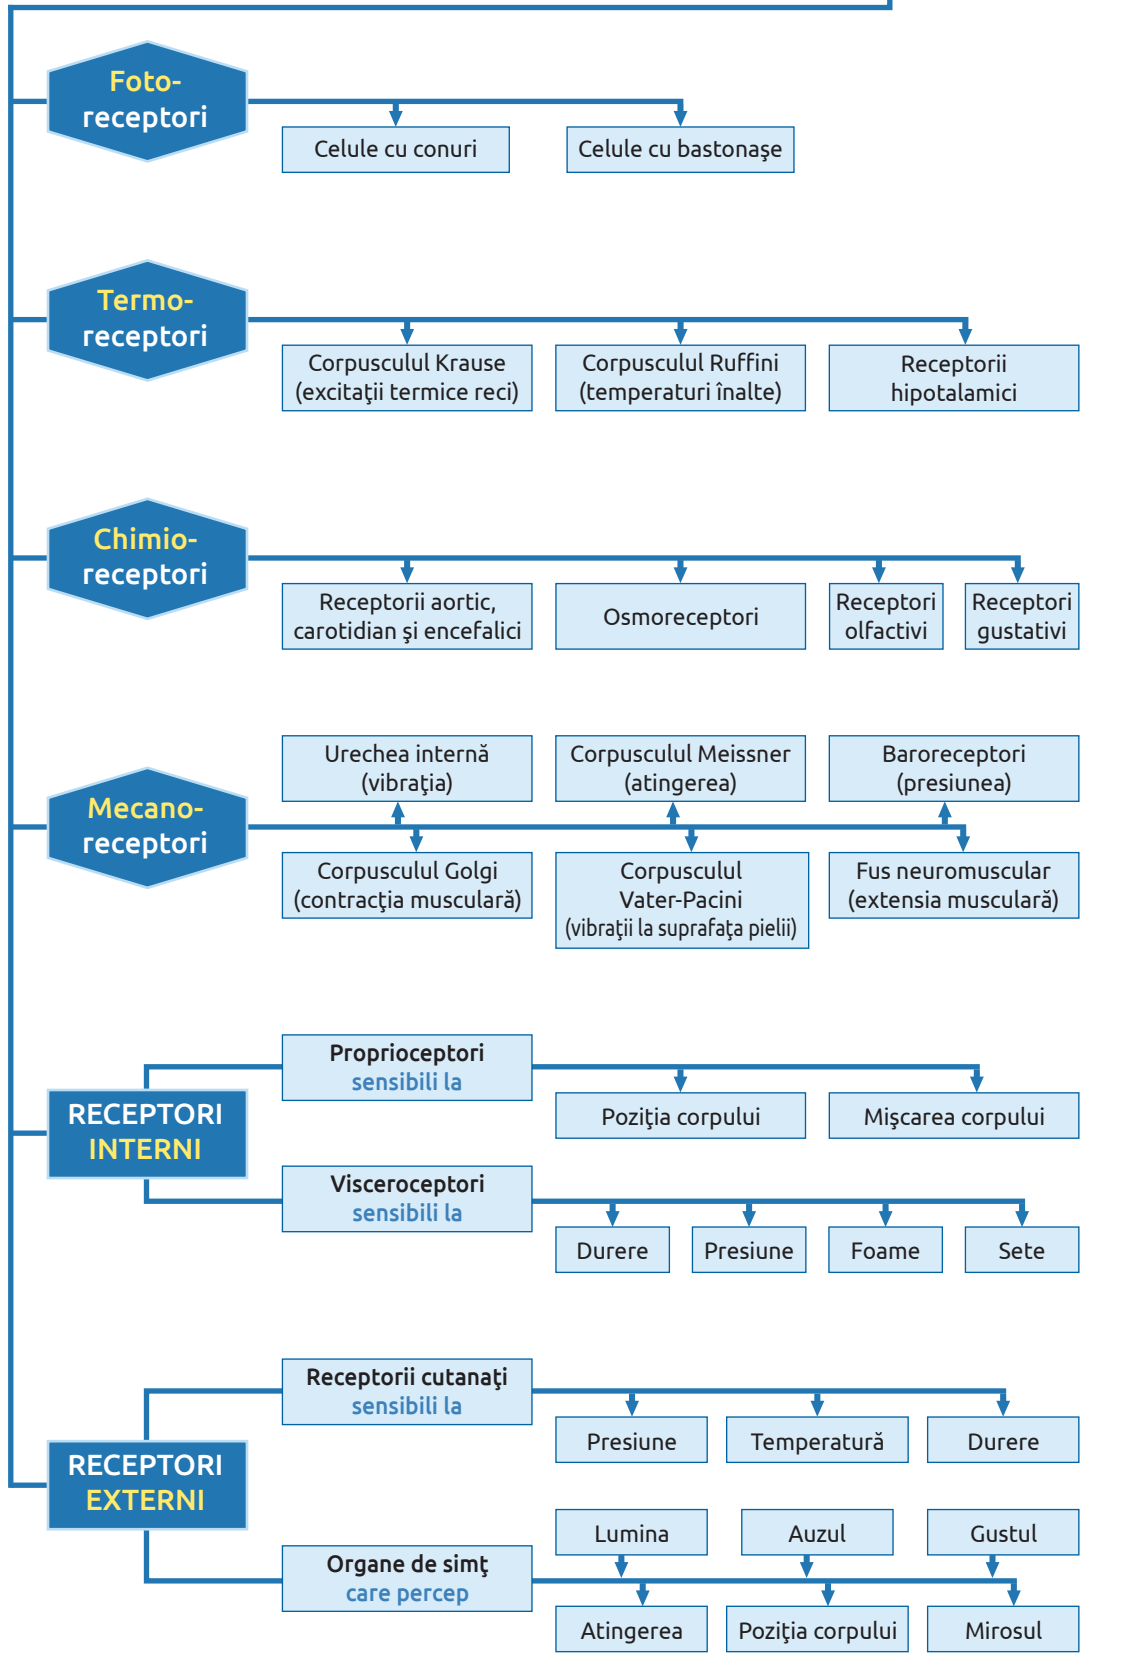 Foto-
receptori
Celule cu conuri
Celule cu bastonaşe
Termo-
receptori
Corpusculul Krause
(excitaţii termice reci)
Corpusculul Ruffini
(temperaturi înalte)
Receptorii
hipotalamici
Chimio-
receptori
Receptorii aortic,
carotidian şi encefalici
Osmoreceptori
Receptori
olfactivi
Receptori
gustativi
Mecano-
receptori
Urechea internă
(vibraţia)
Corpusculul Meissner
(atingerea)
Baroreceptori
(presiunea)
Corpusculul Golgi
(contracţia musculară)
Corpusculul
Vater-Pacini
(vibraţii la suprafaţa pielii)
Fus neuromuscular
(extensia musculară)
RECEPTORI
INTERNI
Proprioceptori
sensibili la
Poziţia corpului
Mişcarea corpului
Visceroceptori
sensibili la
Durere
Presiune
Foame
Sete
RECEPTORI
EXTERNI
Receptorii cutanaţi
sensibili la
Presiune
Temperatură
Durere
Organe de simţ
care percep
Lumina
Auzul
Gustul
Atingerea
Poziţia corpului
Mirosul